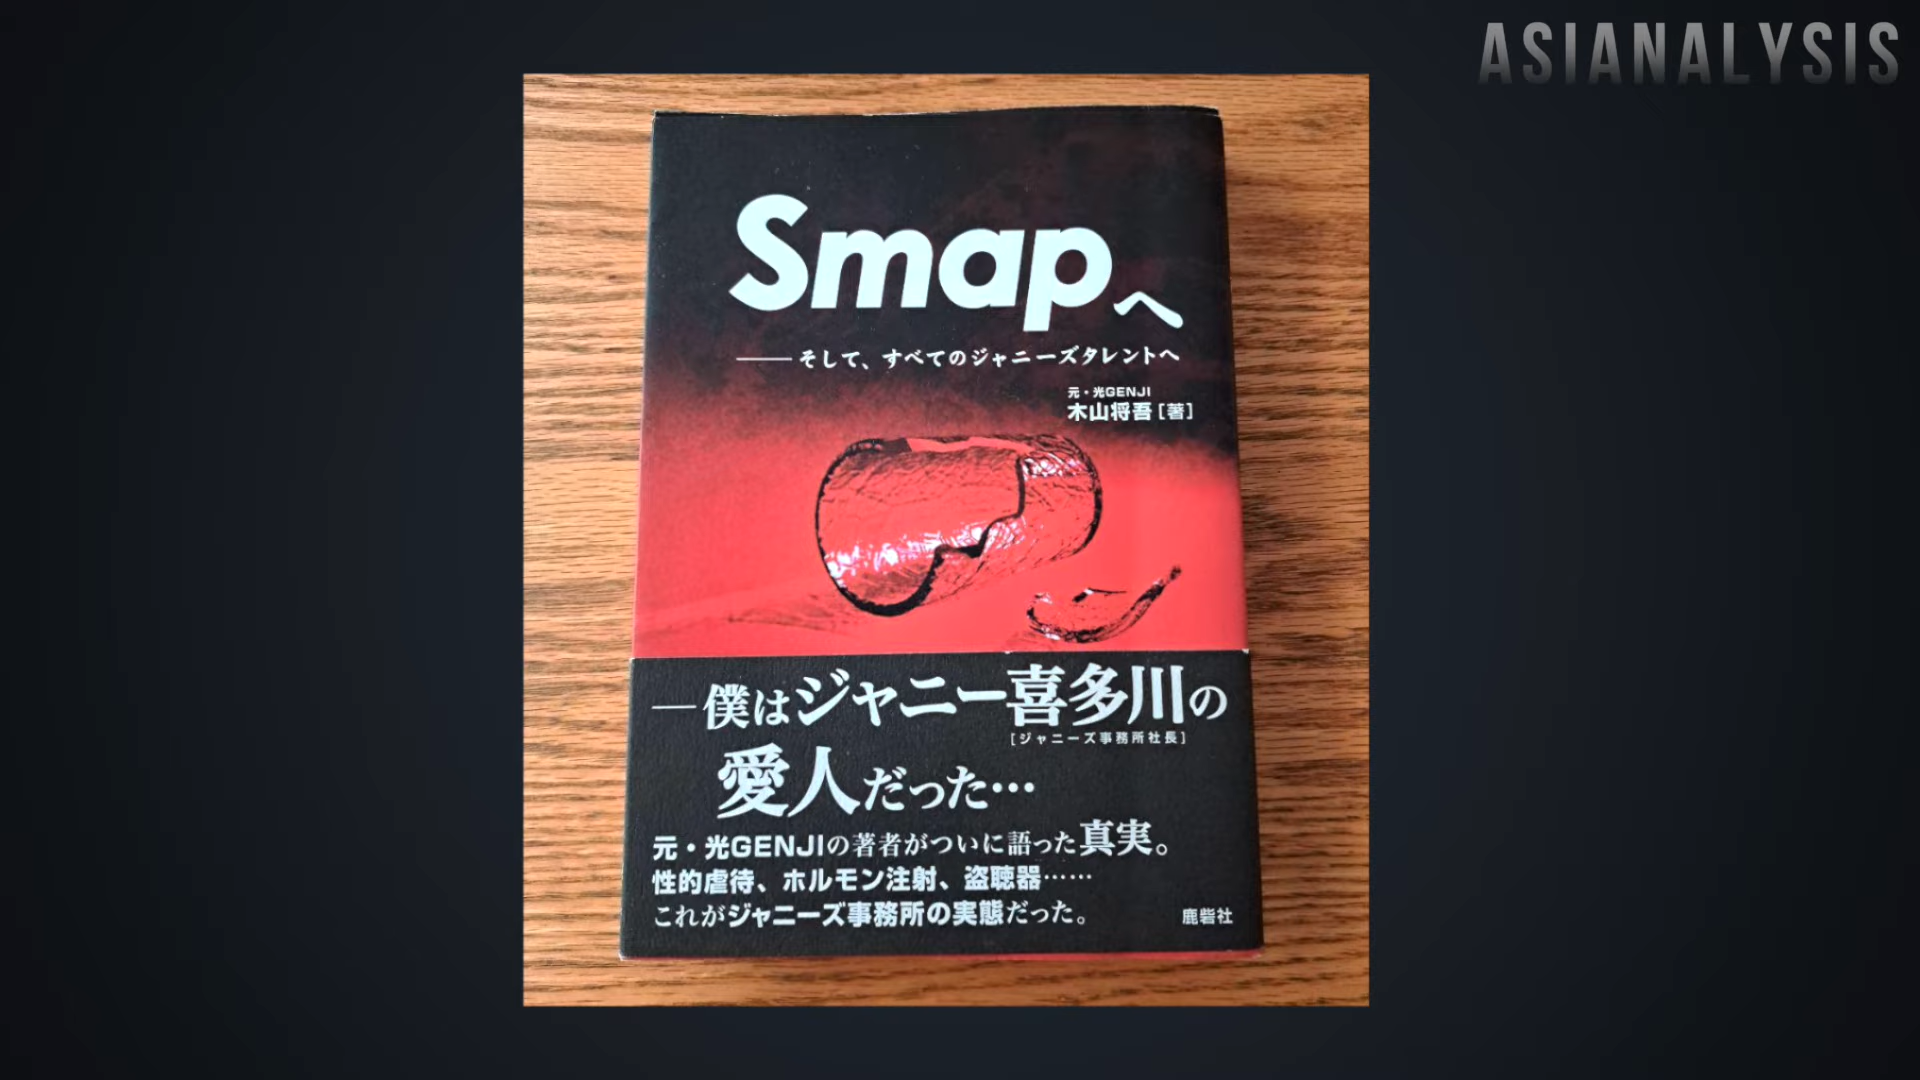 ASIANALYSIS
Smapへ
――そして、すべてのジャニーズタレントへ
元・光GENJI
木山将吾[著]
―僕はジャニー喜多川の
[ジャニーズ事務所社長]
愛人だった…
元・光GENJIの著者がついに語った真実。
性的虐待、ホルモン注射、盗聴器……
これがジャニーズ事務所の実態だった。
鹿砦社